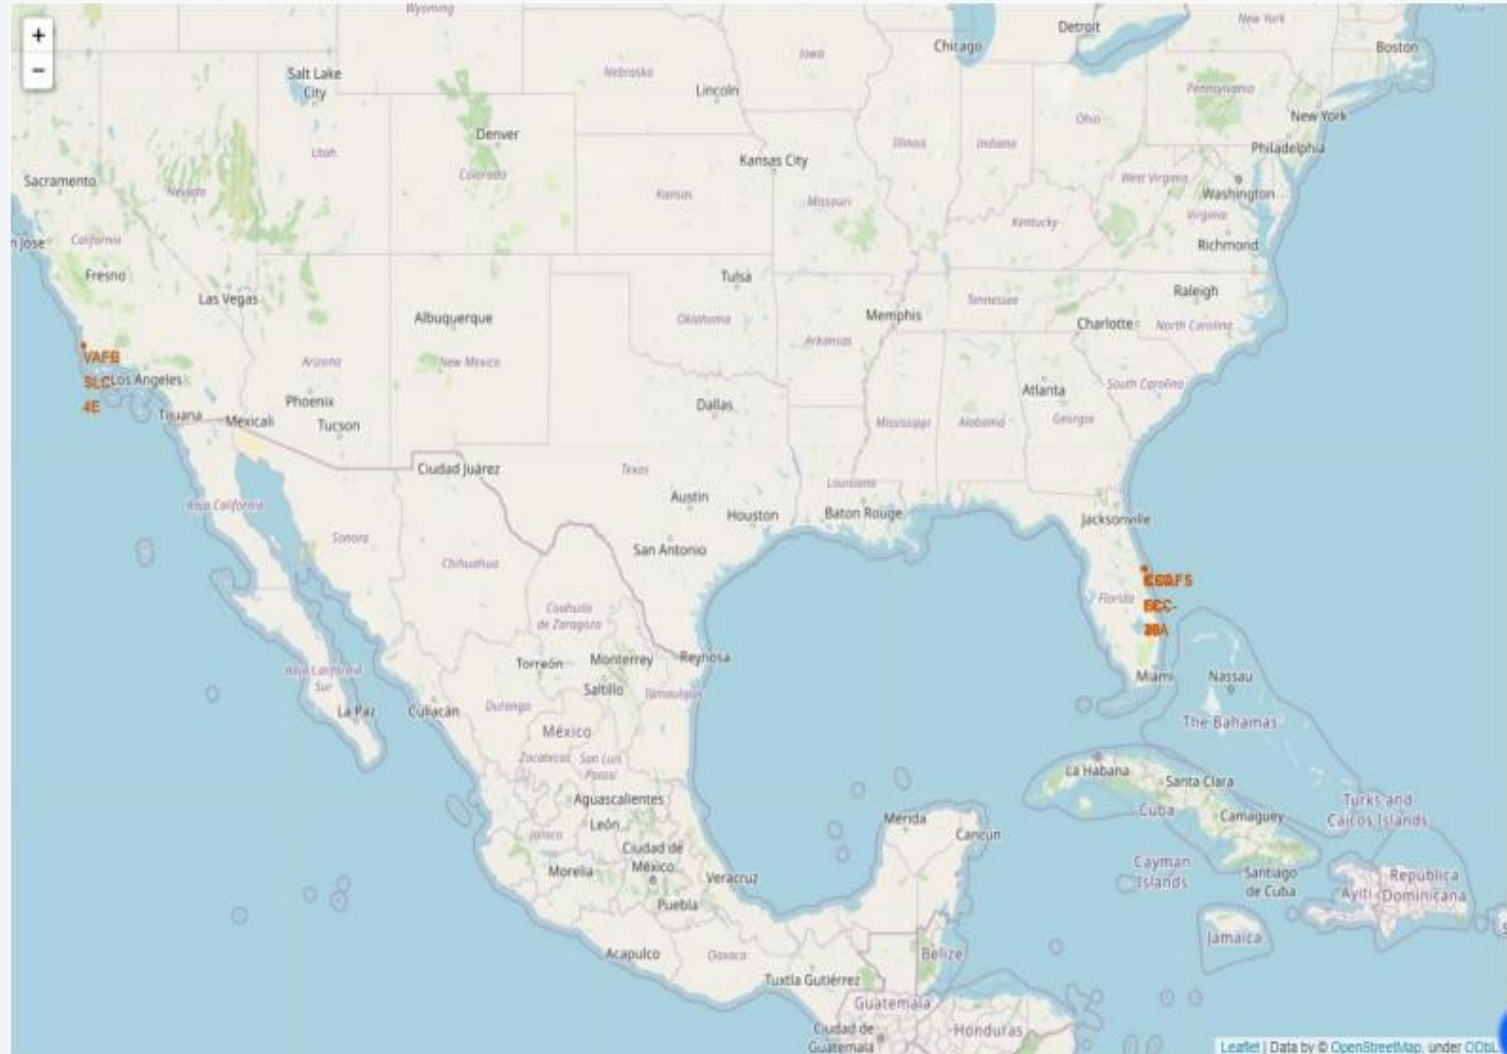 +
−
Wyoming
Salt Lake
City
Nebraska
Lincoln
Iowa
Chicago
Detroit
New York
Boston
Pennsylvania
New York
Philadelphia
Denver
Utah
Colorado
Kansas City
Kansas
Missouri
Illinois
Indiana
Ohio
West Virginia
Washington
Virginia
Richmond
Kentucky
Sacramento
Nevada
n Jose
California
Fresno
Las Vegas
Albuquerque
New Mexico
Arizona
Phoenix
Tucson
Tulsa
Oklahoma
Memphis
Arkansas
Tennessee
Raleigh
Charlotte
North Carolina
South Carolina
Atlanta
Georgia
Alabama
Mississippi
Dallas
VAFB
SLC-
4E
Los Angeles
Tijuana
Mexicali
Ciudad Juárez
Texas
Austin
Houston
San Antonio
Louisiana
Baton Rouge
Jacksonville
Florida
Miami
Baja California
Sonora
Chihuahua
Coahuila
de Zaragoza
Torreón
Monterrey
Reynosa
Saltillo
Tamaulipas
Baja California
Sur
La Paz
Culiacán
Durango
México
Zacatecas
San Luis
Potosí
Aguascalientes
León
Jalisco
Ciudad de
México
Morelia
Veracruz
Puebla
Acapulco
Oaxaca
Tuxtla Gutiérrez
Mérida
Cancún
Belize
Guatemala
Ciudad de
Guatemala
Honduras
Nassau
The Bahamas
La Habana
Santa Clara
Cuba
Camagüey
Turks and
Caicos Islands
Cayman
Islands
Santiago
de Cuba
Jamaica
Ayiti
República
Dominicana
Leaflet | Data by © OpenStreetMap, under ODbL